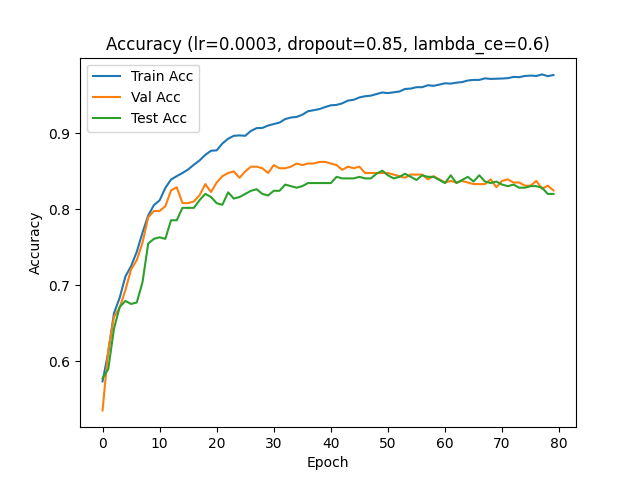 Accuracy (lr=0.0003, dropout=0.85, lambda_ce=0.6)
Train Acc
Val Acc
Test Acc
0.9
0.8
0.7
0.6
Accuracy
0 10 20 30 40 50 60 70 80
Epoch